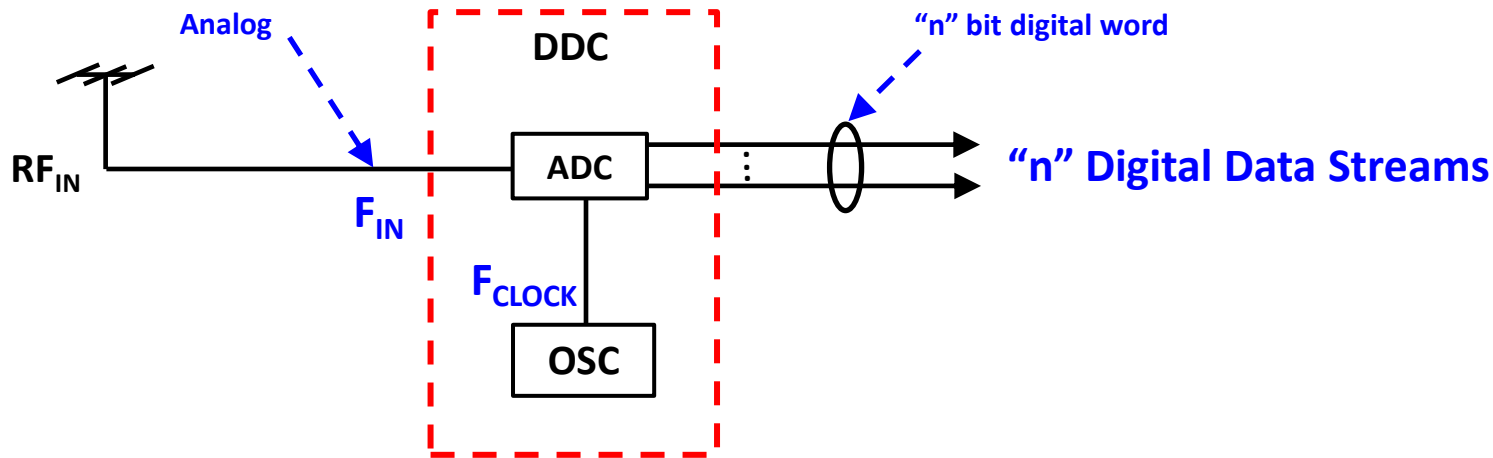 Analog
“n” bit digital word
DDC
RF_IN
ADC
⋮
“n” Digital Data Streams
F_IN
F_CLOCK
OSC